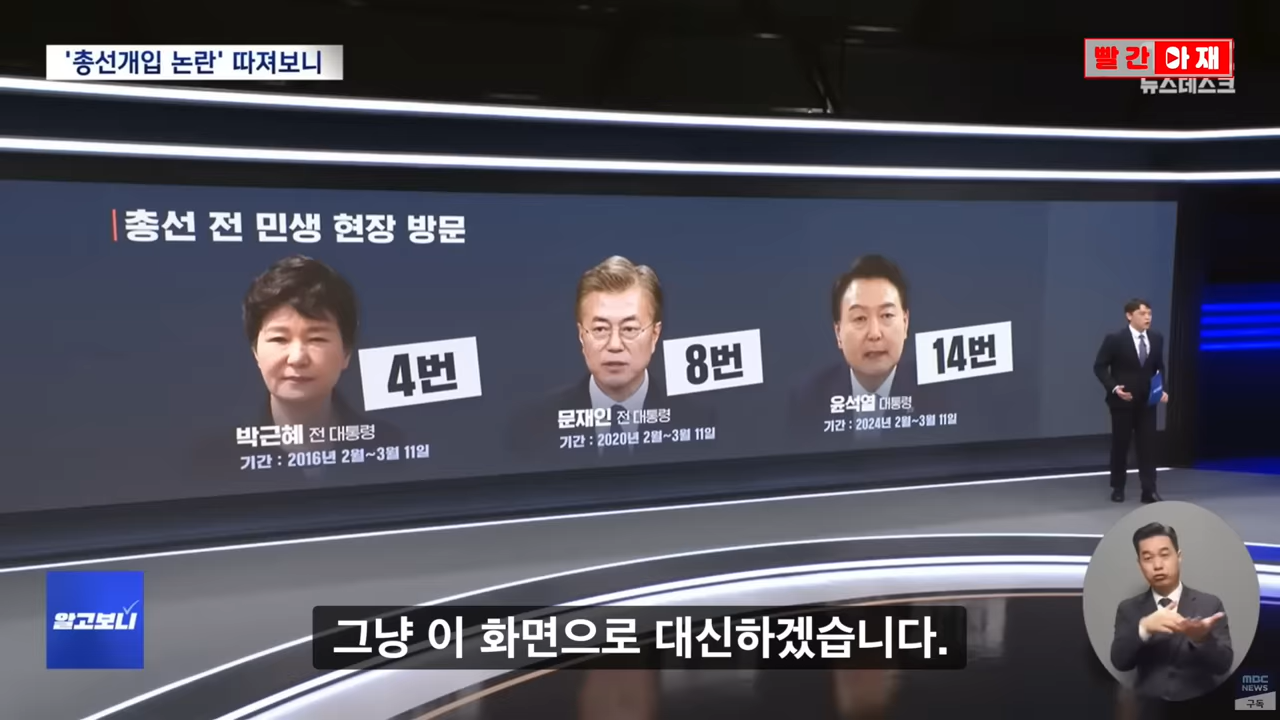 '총선개입 논란' 따져보니
빨간아재
뉴스데스크
총선 전 민생 현장 방문
4번
8번
14번
박근혜 전 대통령
기간 : 2016년 2월~3월 11일
문재인 전 대통령
기간 : 2020년 2월~3월 11일
윤석열 대통령
기간 : 2024년 2월~3월 11일
알고보니
그냥 이 화면으로 대신하겠습니다.
MBC
NEWS
구독